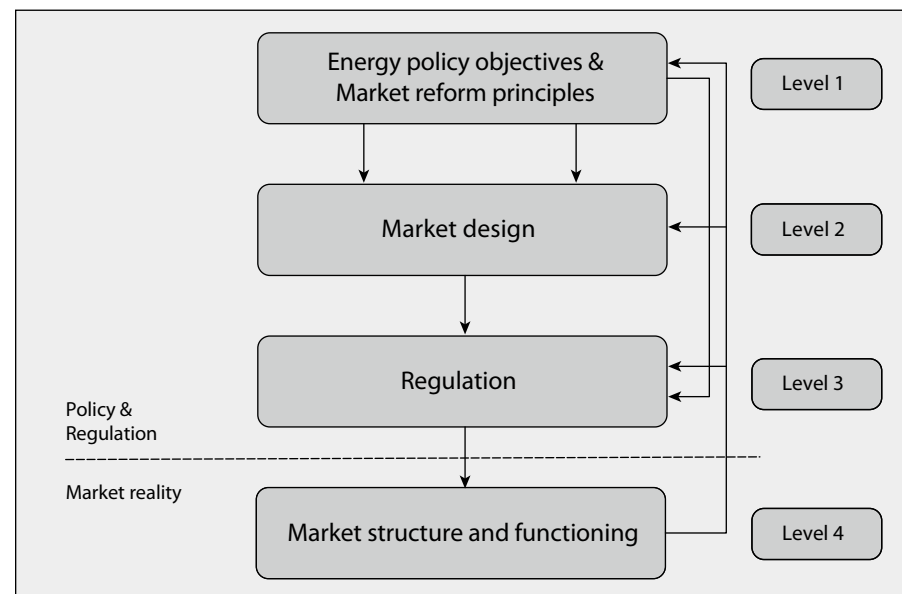 Energy policy objectives &
Market reform principles
Level 1
Market design
Level 2
Regulation
Level 3
Policy &
Regulation
Market reality
Market structure and functioning
Level 4